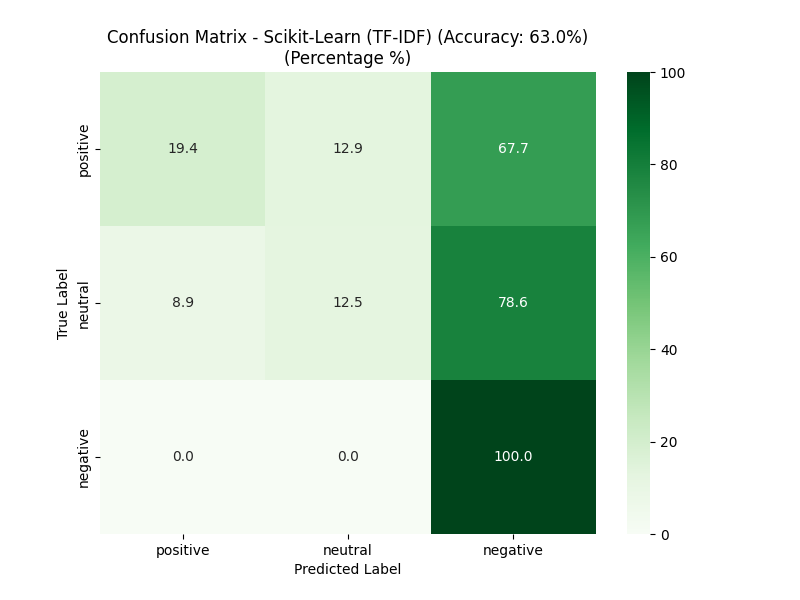 Confusion Matrix - Scikit-Learn (TF-IDF) (Accuracy: 63.0%)
(Percentage %)
True Label
positive
19.4
12.9
67.7
neutral
8.9
12.5
78.6
negative
0.0
0.0
100.0
positive
neutral
negative
Predicted Label
100
80
60
40
20
0